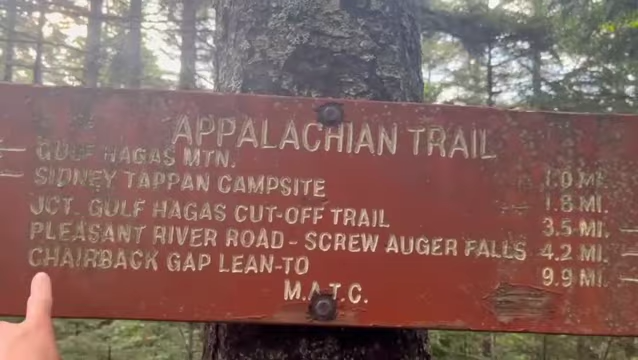 APPALACHIAN TRAIL
GULF HAGAS MTN. 1.0 MI.
SIDNEY TAPPAN CAMPSITE 1.8 MI.
JCT. GULF HAGAS CUT-OFF TRAIL 3.5 MI.
PLEASANT RIVER ROAD - SCREW AUGER FALLS 4.2 MI.
CHAIRBACK GAP LEAN-TO 9.9 MI.
M.A.T.C.